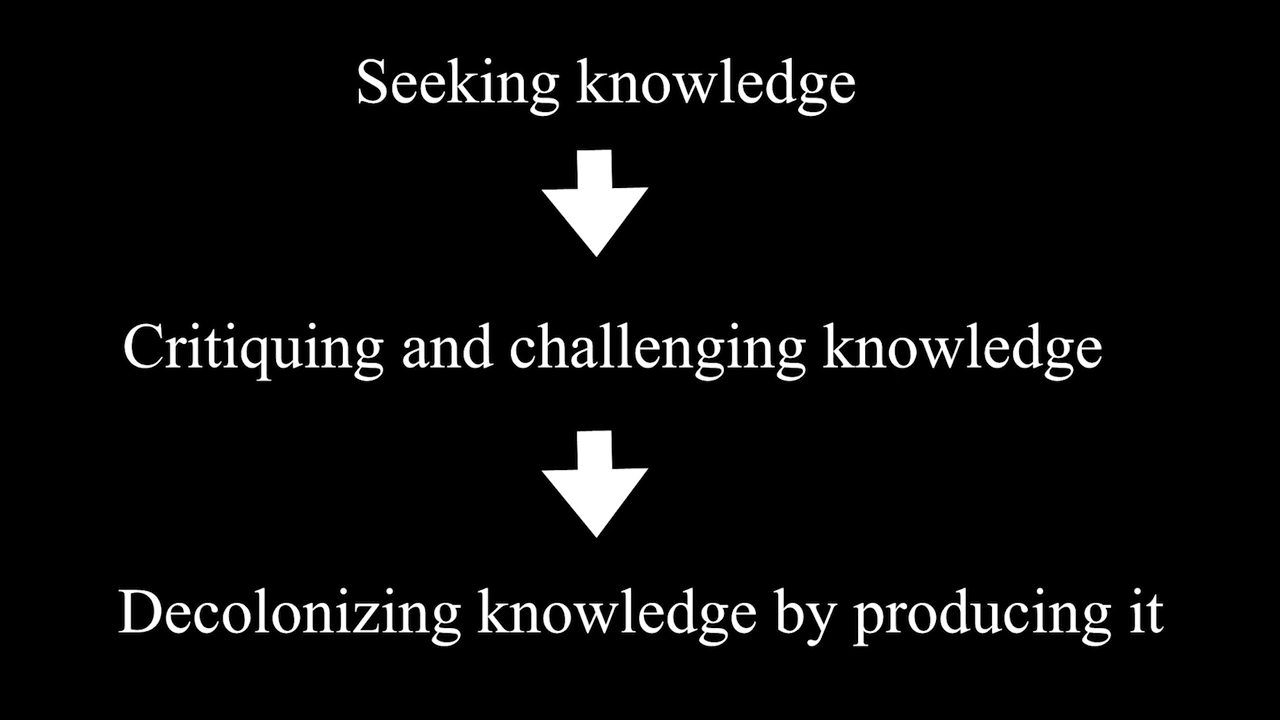 Seeking knowledge
Critiquing and challenging knowledge
Decolonizing knowledge by producing it